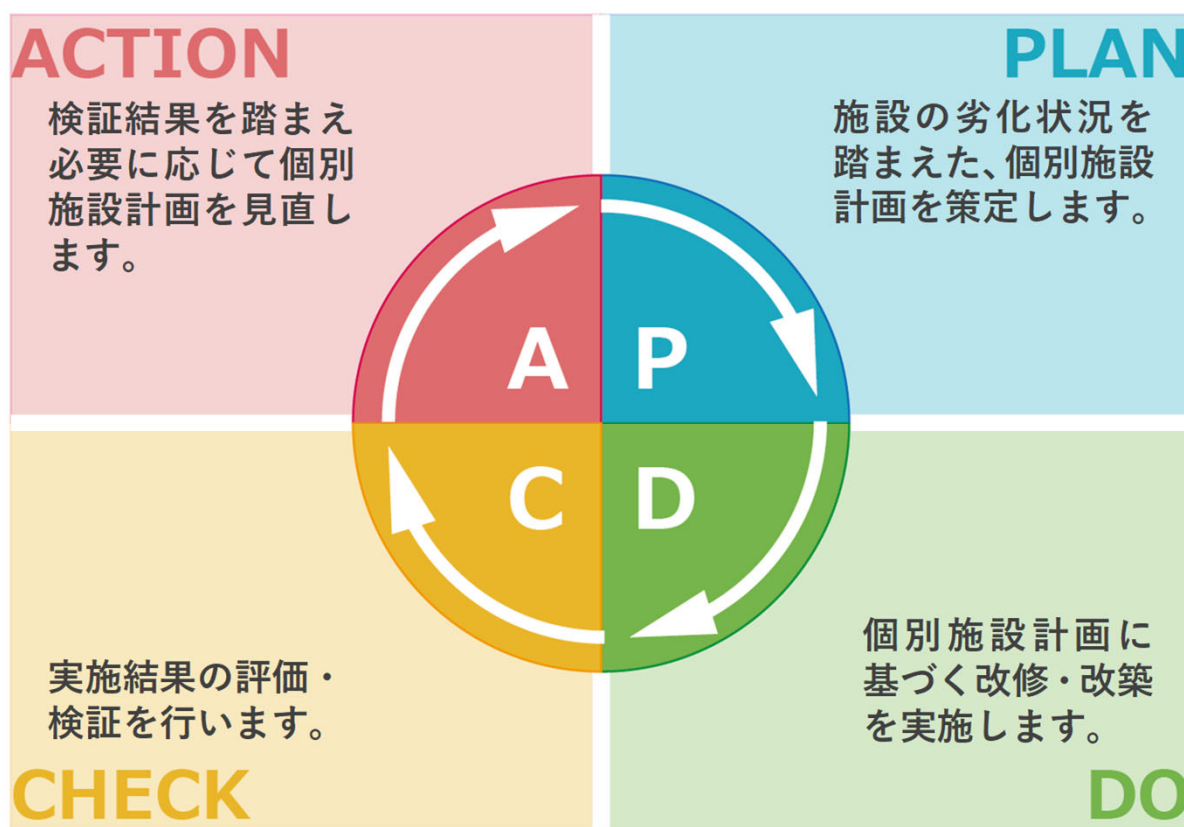 ACTION
検証結果を踏まえ
必要に応じて個別
施設計画を見直し
ます。
PLAN
施設の劣化状況を
踏まえた、個別施設
計画を策定します。
A
P
C
D
実施結果の評価・
検証を行います。
CHECK
個別施設計画に
基づく改修・改築
を実施します。
DO